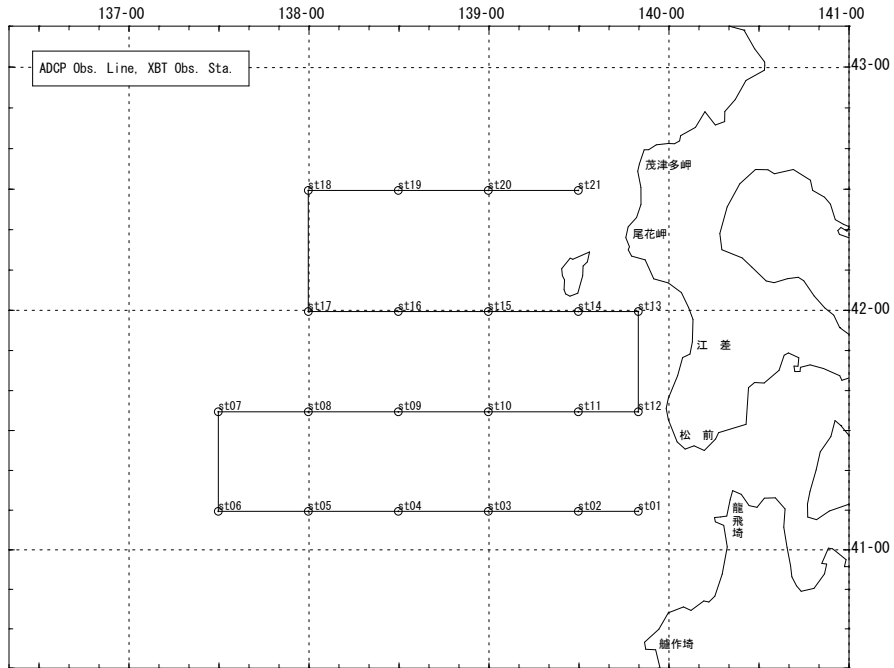 137-00 138-00 139-00 140-00 141-00
ADCP Obs. Line, XBT Obs. Sta.
43-00
茂津多岬
st18 st19 st20 st21
尾花岬
st17 st16 st15 st14 st13
42-00
江 差
st07 st08 st09 st10 st11 st12
松 前
st06 st05 st04 st03 st02 st01
龍飛埼
41-00
艫作埼